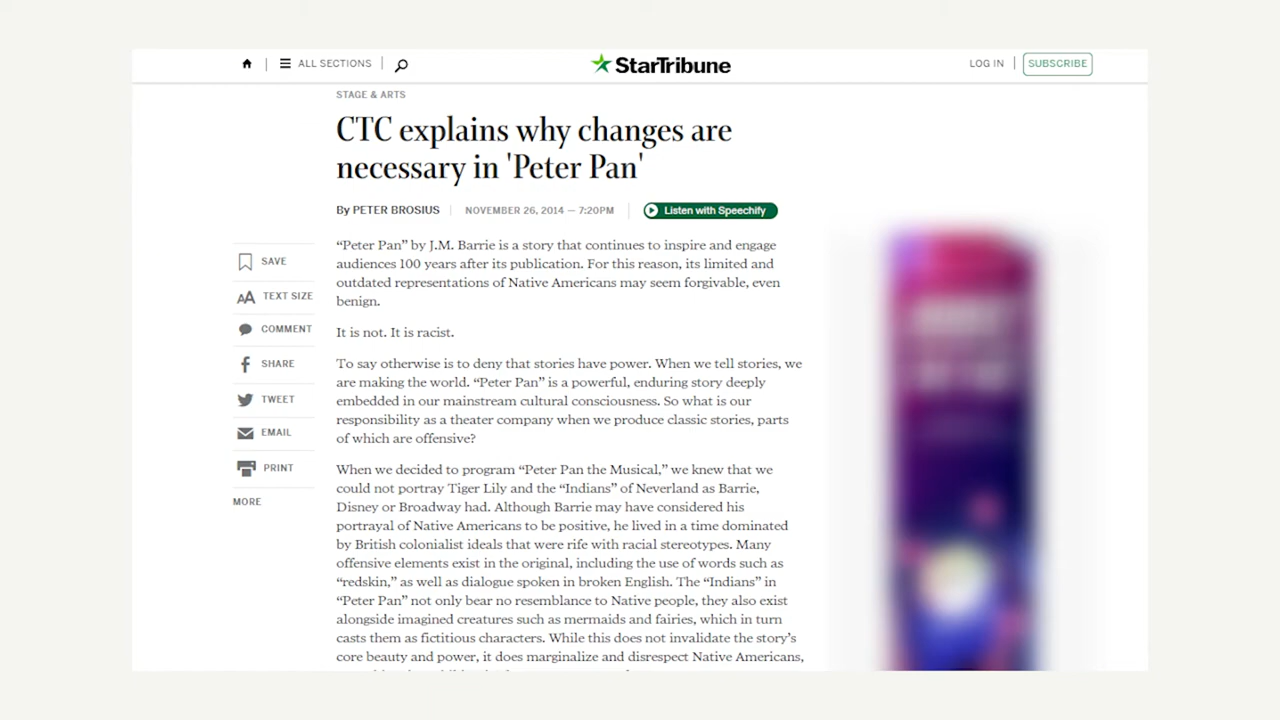 ALL SECTIONS
StarTribune
LOG IN
SUBSCRIBE
STAGE & ARTS
CTC explains why changes are
necessary in 'Peter Pan'
By PETER BROSIUS
NOVEMBER 26, 2014 — 7:20PM
Listen with Speechify
SAVE
TEXT SIZE
COMMENT
SHARE
TWEET
EMAIL
PRINT
MORE
“Peter Pan” by J.M. Barrie is a story that continues to inspire and engage
audiences 100 years after its publication. For this reason, its limited and
outdated representations of Native Americans may seem forgivable, even
benign.
It is not. It is racist.
To say otherwise is to deny that stories have power. When we tell stories, we
are making the world. “Peter Pan” is a powerful, enduring story deeply
embedded in our mainstream cultural consciousness. So what is our
responsibility as a theater company when we produce classic stories, parts
of which are offensive?
When we decided to program “Peter Pan the Musical,” we knew that we
could not portray Tiger Lily and the “Indians” of Neverland as Barrie,
Disney or Broadway had. Although Barrie may have considered his
portrayal of Native Americans to be positive, he lived in a time dominated
by British colonialist ideals that were rife with racial stereotypes. Many
offensive elements exist in the original, including the use of words such as
“redskin,” as well as dialogue spoken in broken English. The “Indians” in
“Peter Pan” not only bear no resemblance to Native people, they also exist
alongside imagined creatures such as mermaids and fairies, which in turn
casts them as fictitious characters. While this does not invalidate the story’s
core beauty and power, it does marginalize and disrespect Native Americans,